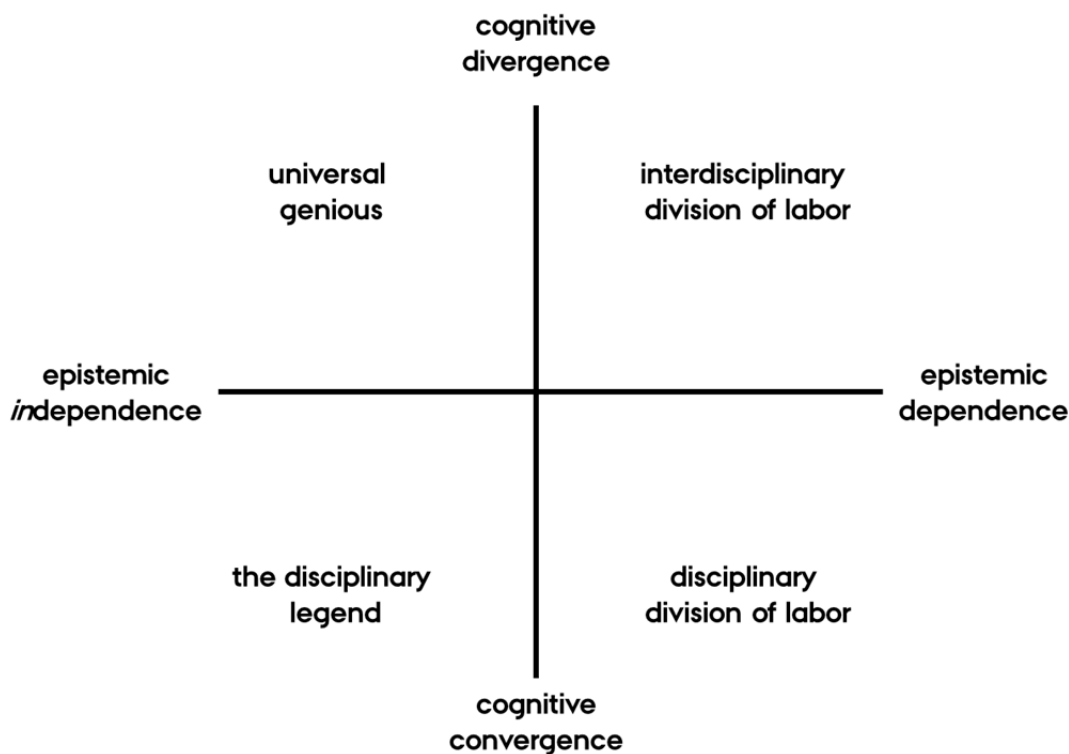 cognitive
divergence
universal
genious
interdisciplinary
division of labor
epistemic
independence
epistemic
dependence
the disciplinary
legend
disciplinary
division of labor
cognitive
convergence